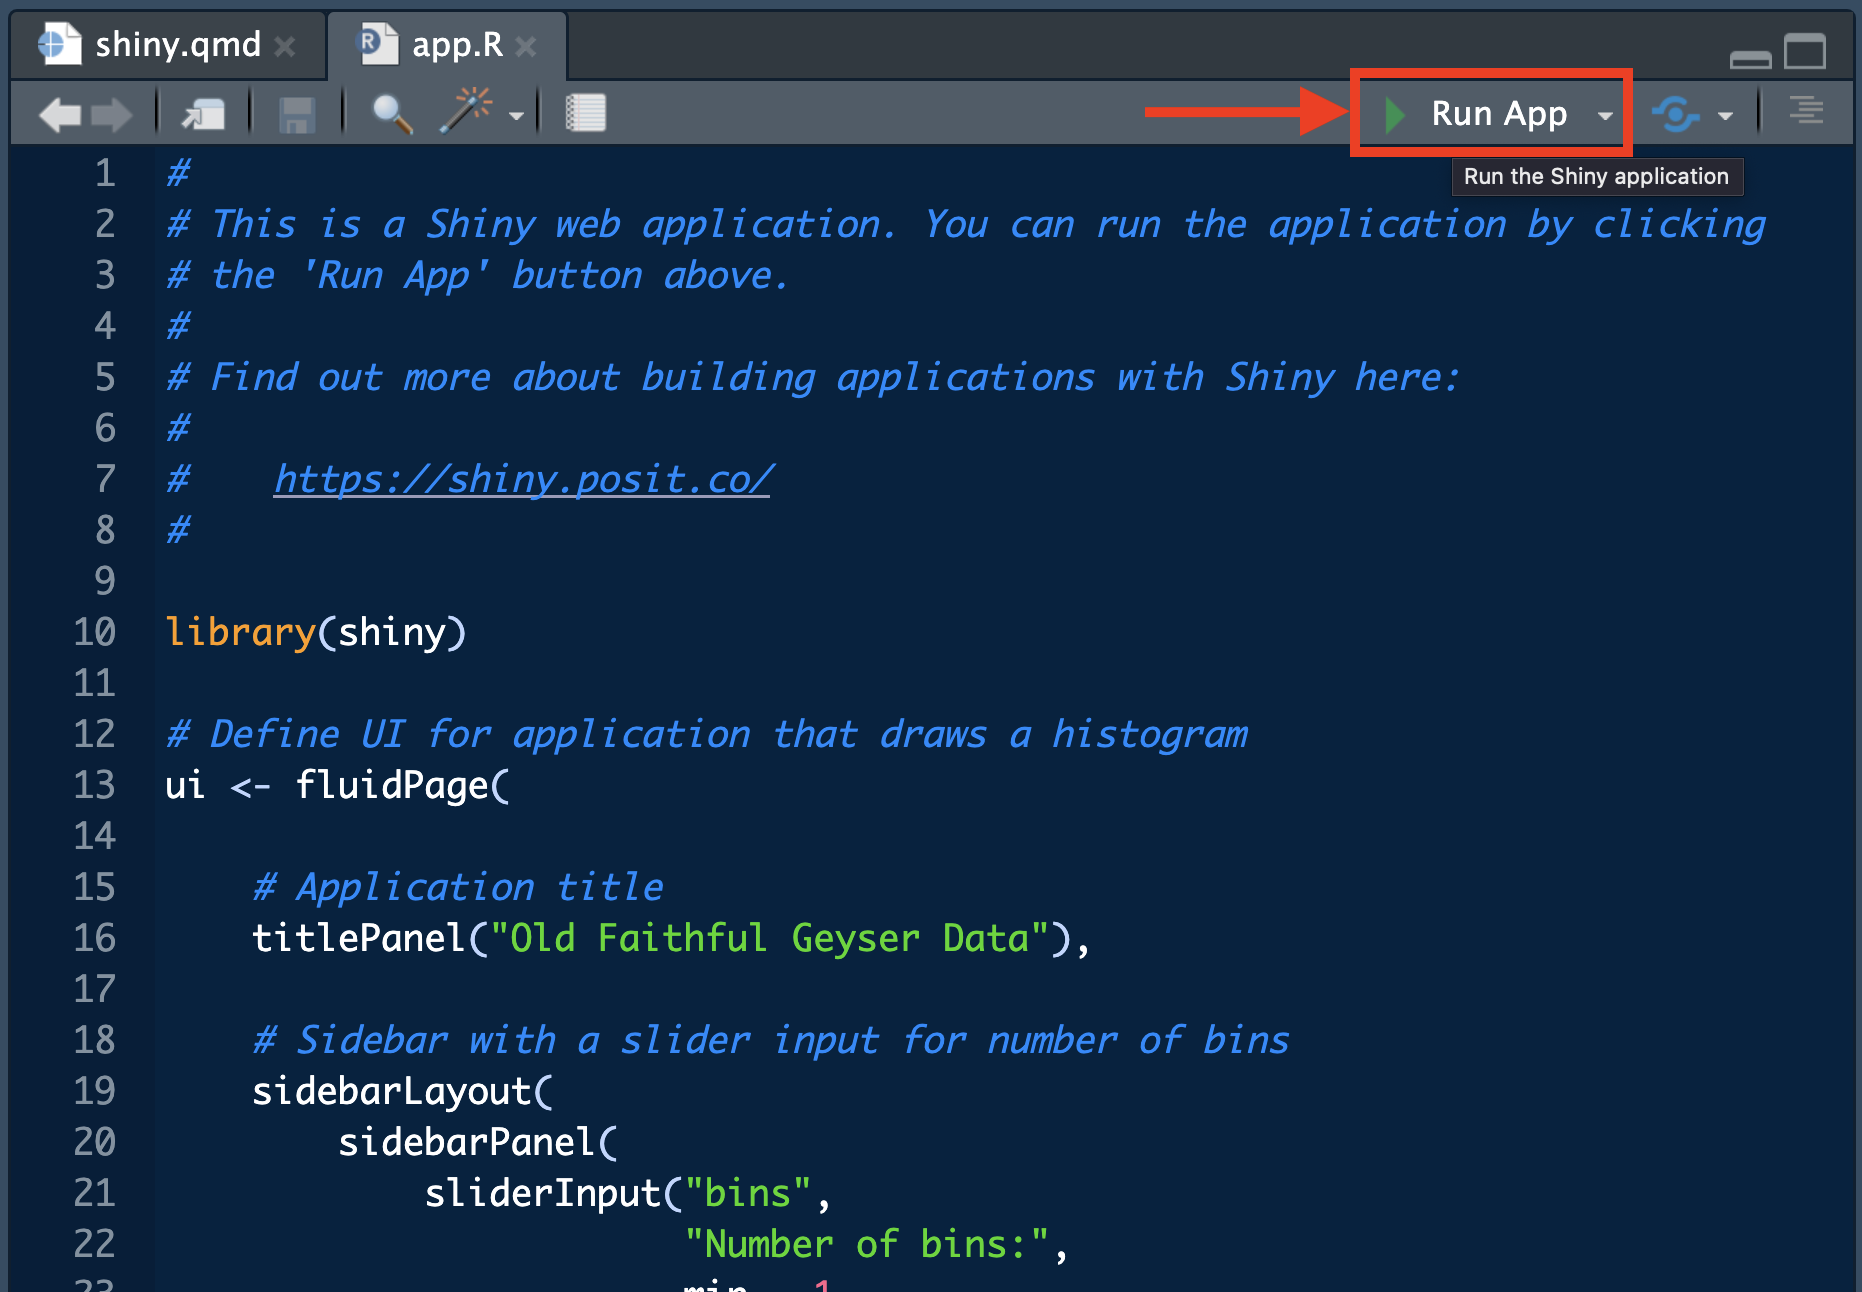 shiny.qmd app.R
Run App
Run the Shiny application
1 #
2 # This is a Shiny web application. You can run the application by clicking
3 # the 'Run App' button above.
4 #
5 # Find out more about building applications with Shiny here:
6 #
7 #    https://shiny.posit.co/
8 #
9
10 library(shiny)
11
12 # Define UI for application that draws a histogram
13 ui <- fluidPage(
14
15     # Application title
16     titlePanel("Old Faithful Geyser Data"),
17
18     # Sidebar with a slider input for number of bins
19     sidebarLayout(
20         sidebarPanel(
21             sliderInput("bins",
22                         "Number of bins:",
23                         min   1